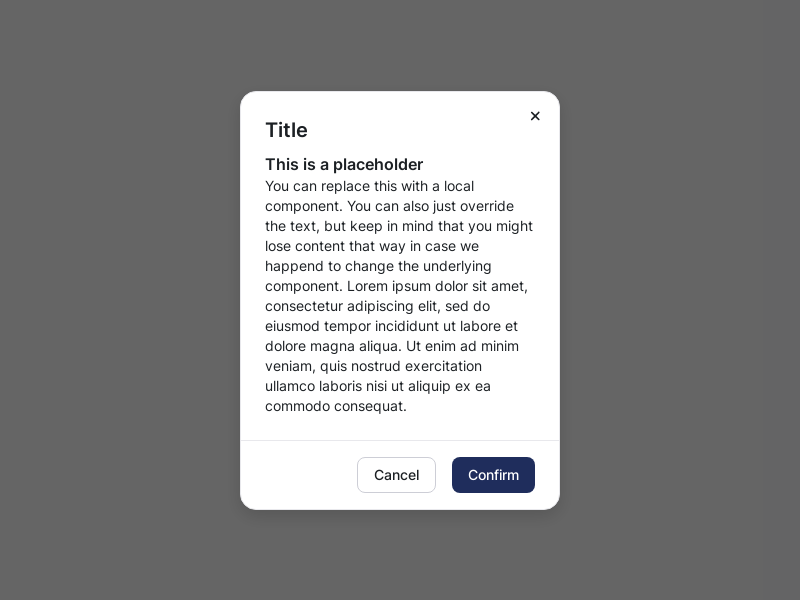 Title
This is a placeholder
You can replace this with a local
component. You can also just override
the text, but keep in mind that you might
lose content that way in case we
happend to change the underlying
component. Lorem ipsum dolor sit amet,
consectetur adipiscing elit, sed do
eiusmod tempor incididunt ut labore et
dolore magna aliqua. Ut enim ad minim
veniam, quis nostrud exercitation
ullamco laboris nisi ut aliquip ex ea
commodo consequat.
Cancel
Confirm